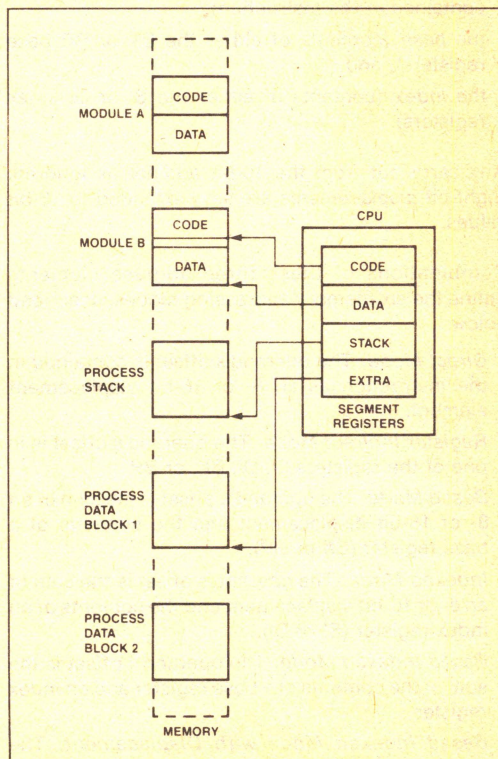 MODULE A
CODE
DATA
MODULE B
CODE
DATA
PROCESS
STACK
PROCESS
DATA
BLOCK 1
PROCESS
DATA
BLOCK 2
MEMORY
CPU
CODE
DATA
STACK
EXTRA
SEGMENT
REGISTERS